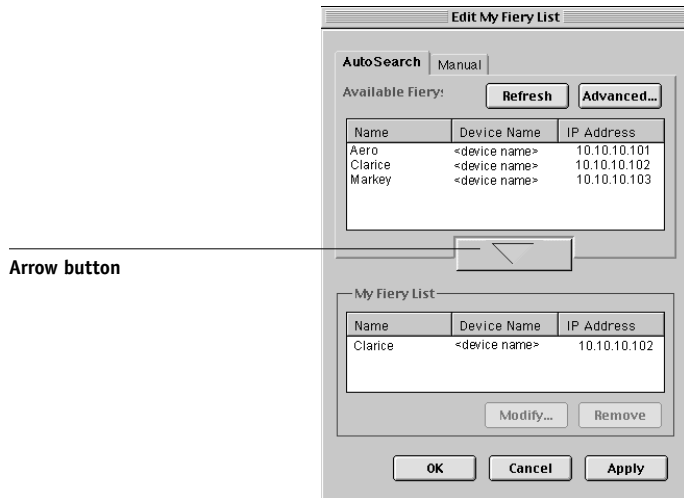 Edit My Fiery List
AutoSearch Manual
Available Fiery: Refresh Advanced...
Name Device Name IP Address
Aero <device name> 10.10.10.101
Clarice <device name> 10.10.10.102
Markey <device name> 10.10.10.103
Arrow button
My Fiery List
Name Device Name IP Address
Clarice <device name> 10.10.10.102
Modify... Remove
OK Cancel Apply